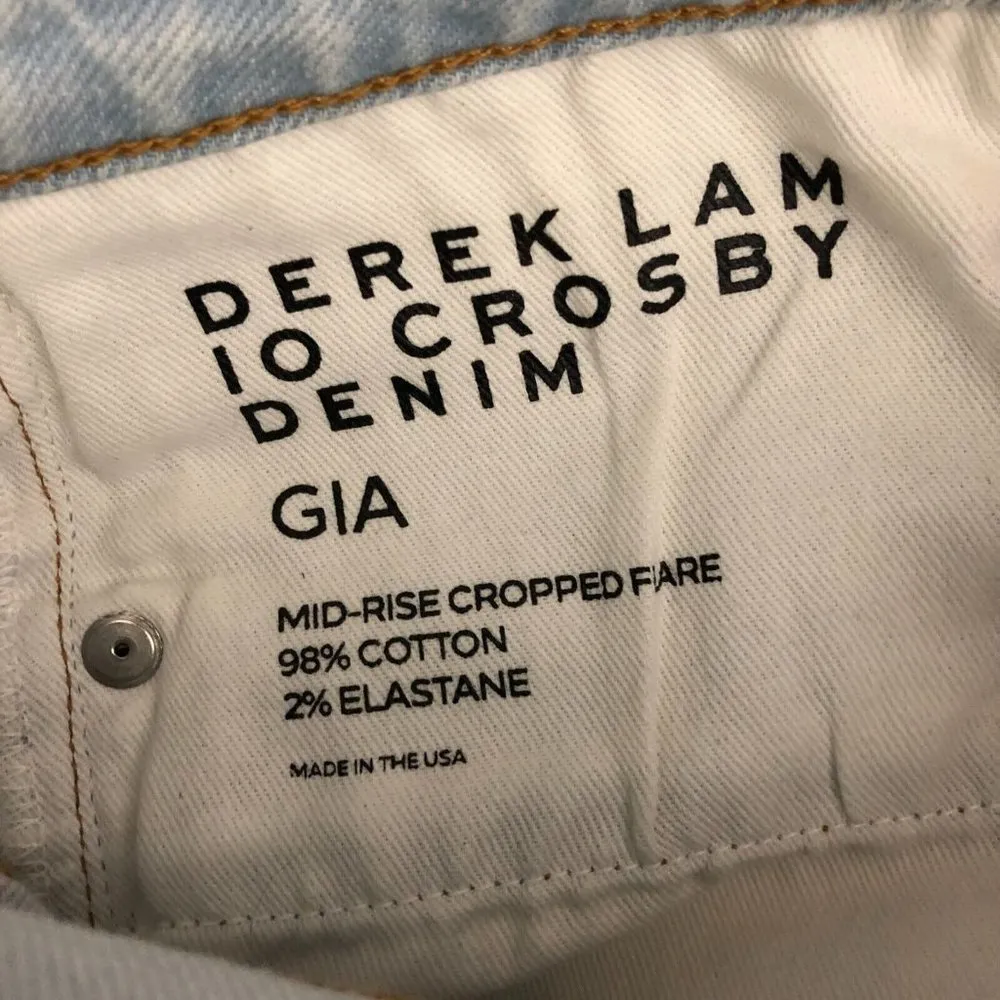 DEREK LAM
10 CROSBY
DENIM
GIA
MID-RISE CROPPED FLARE
98% COTTON
2% ELASTANE
MADE IN THE USA